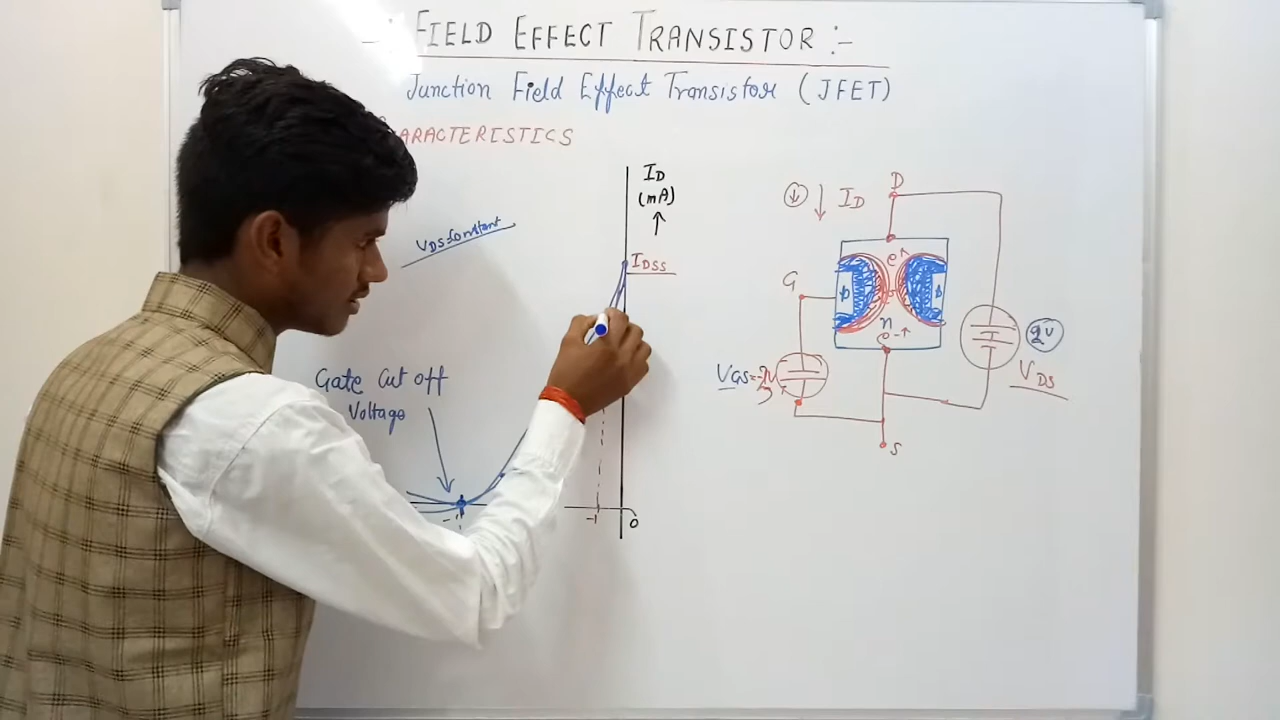 -: FIELD EFFECT TRANSISTOR :-
Junction Field Effect Transistor (JFET)
ARACTERISTICS
VDS=Constant
ID
(mA)
IDSS
Gate Cut off
Voltage
-1
0
ID
D
G
e
p
p
n
e-
VGS=
2V
VDS
S